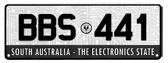 BBS 441
SOUTH AUSTRALIA - THE ELECTRONICS STATE